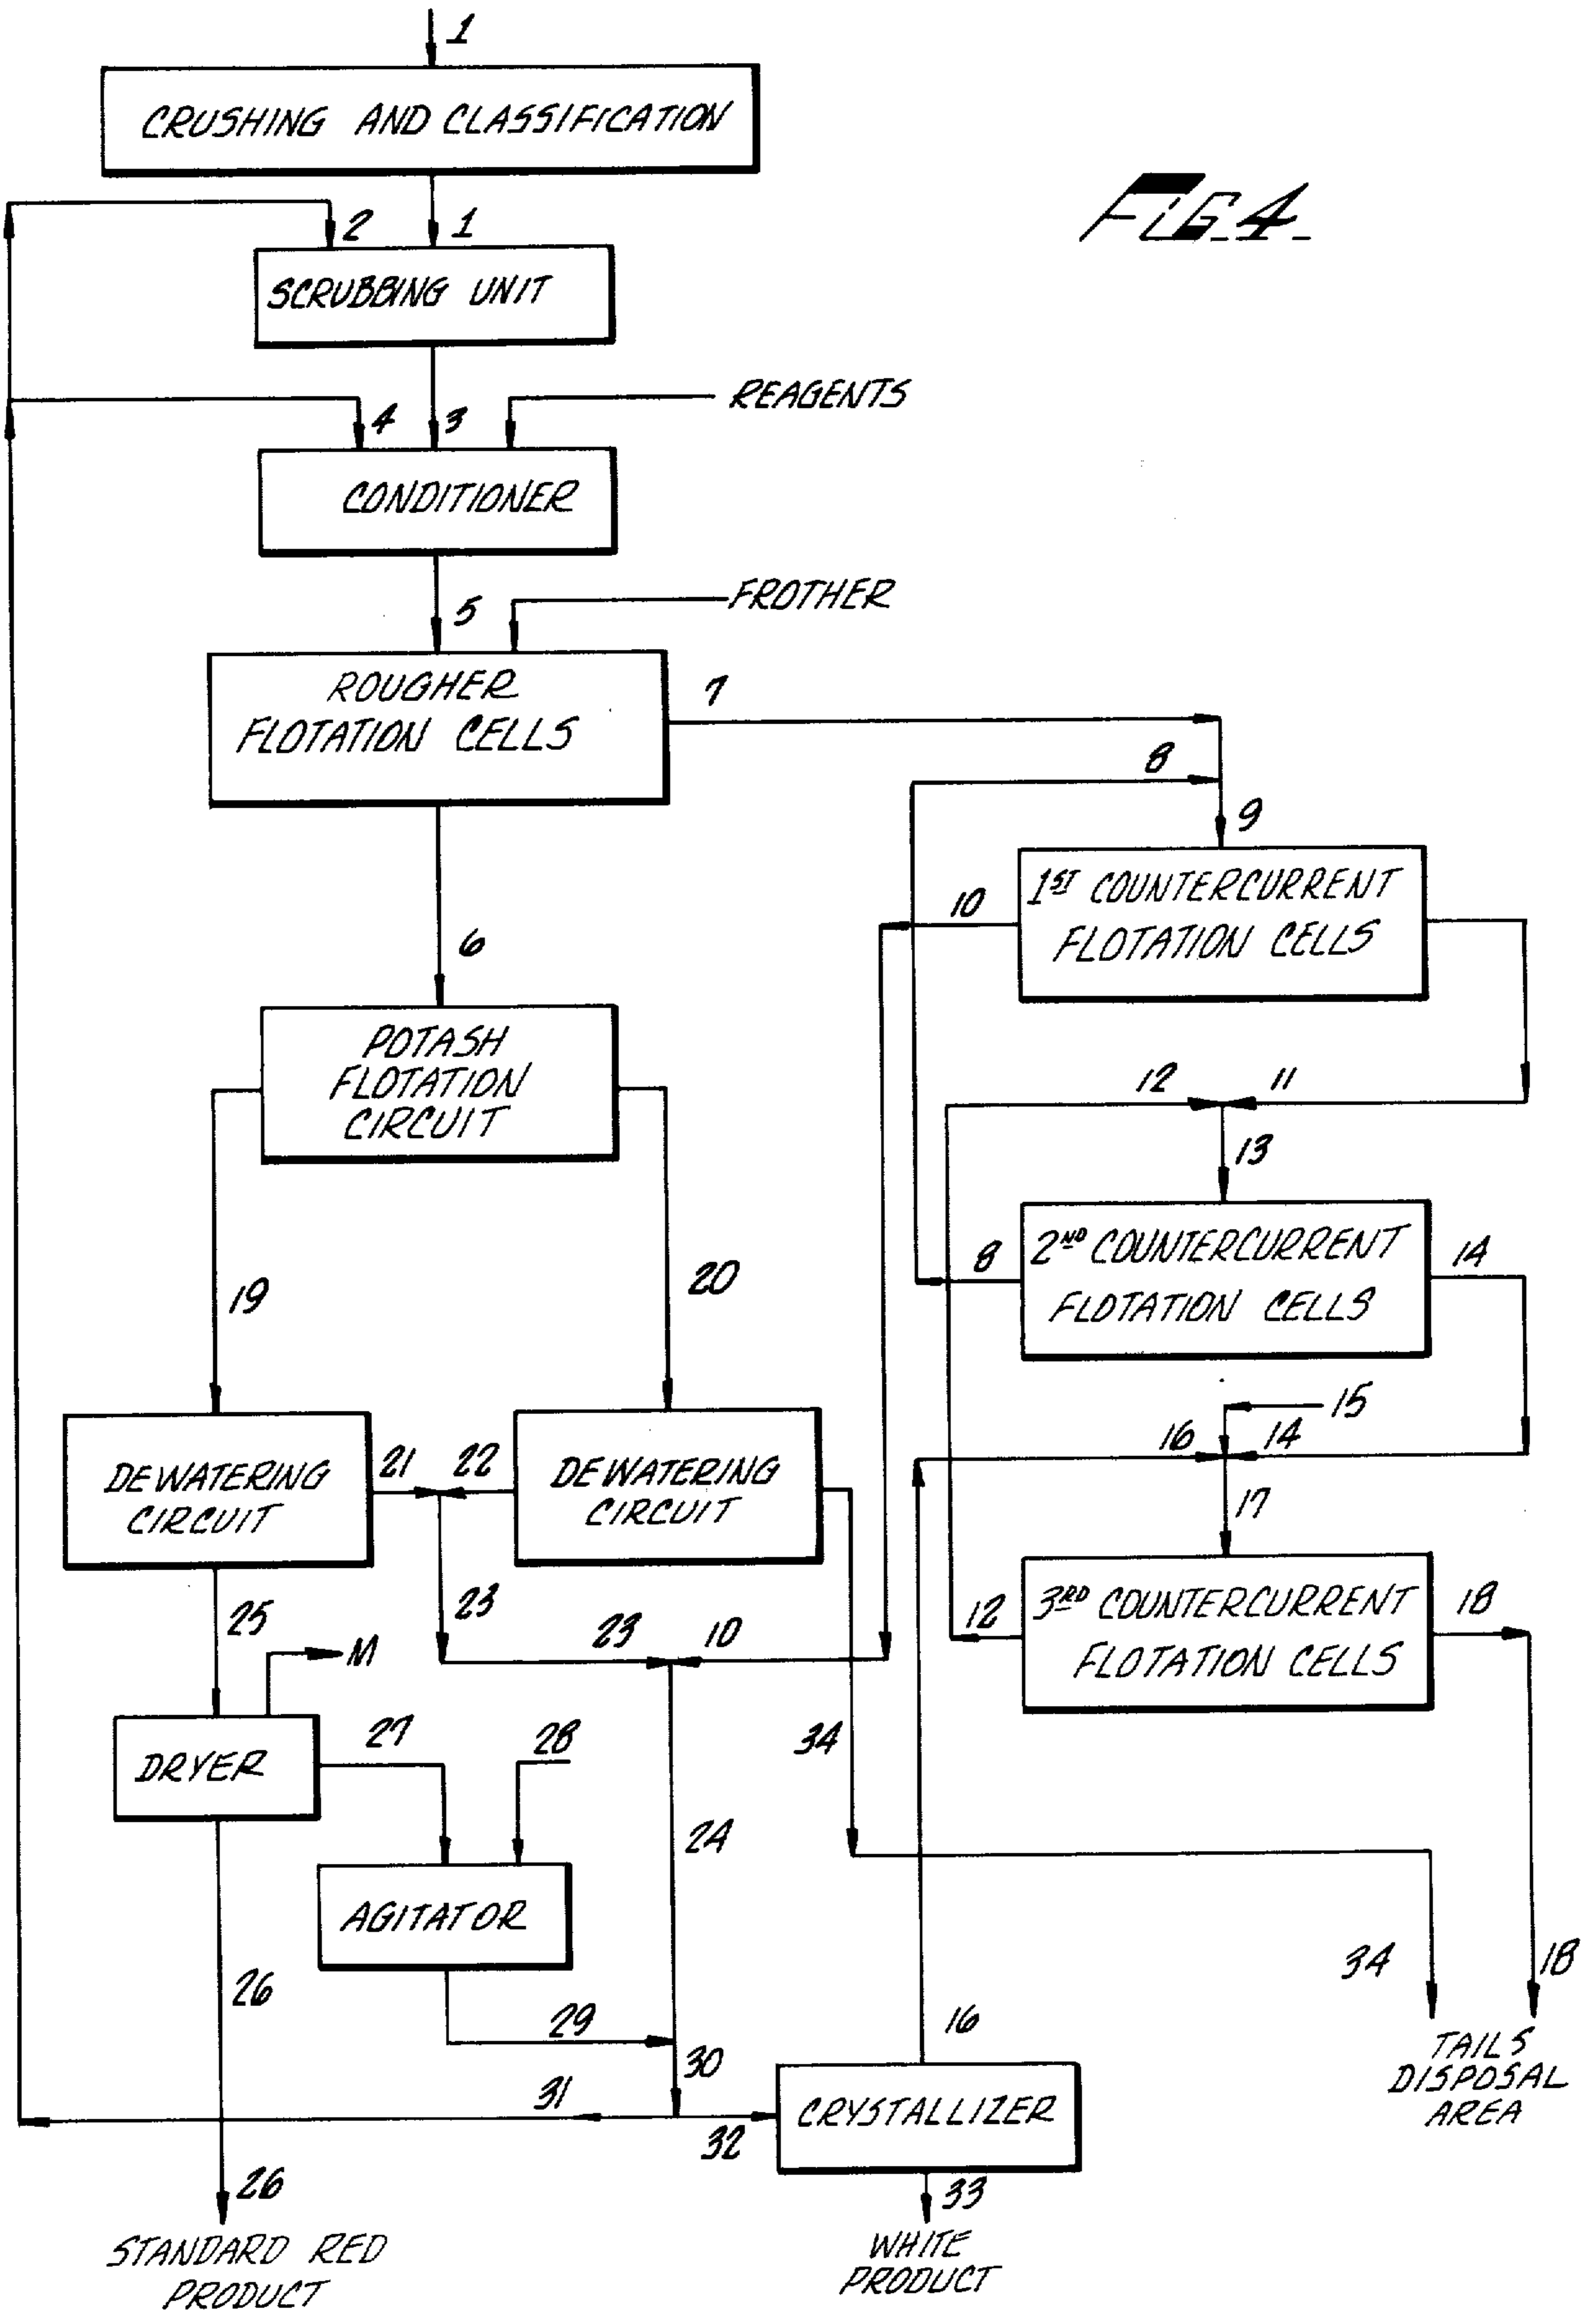 1
CRUSHING AND CLASSIFICATION
FIG. 4
2
1
SCRUBBING UNIT
REAGENTS
4
3
CONDITIONER
FROTHER
5
ROUGHER
FLOTATION CELLS
7
8
9
1ST COUNTERCURRENT
FLOTATION CELLS
10
6
POTASH
FLOTATION
CIRCUIT
12
11
13
2ND COUNTERCURRENT
FLOTATION CELLS
8
14
19
20
15
16
14
17
DEWATERING
CIRCUIT
21
22
DEWATERING
CIRCUIT
3RD COUNTERCURRENT
FLOTATION CELLS
12
18
25
23
23
10
M
DRYER
27
28
34
24
AGITATOR
26
29
16
34
18
TAILS
DISPOSAL
AREA
30
31
32
CRYSTALLIZER
26
33
STANDARD RED
PRODUCT
WHITE
PRODUCT